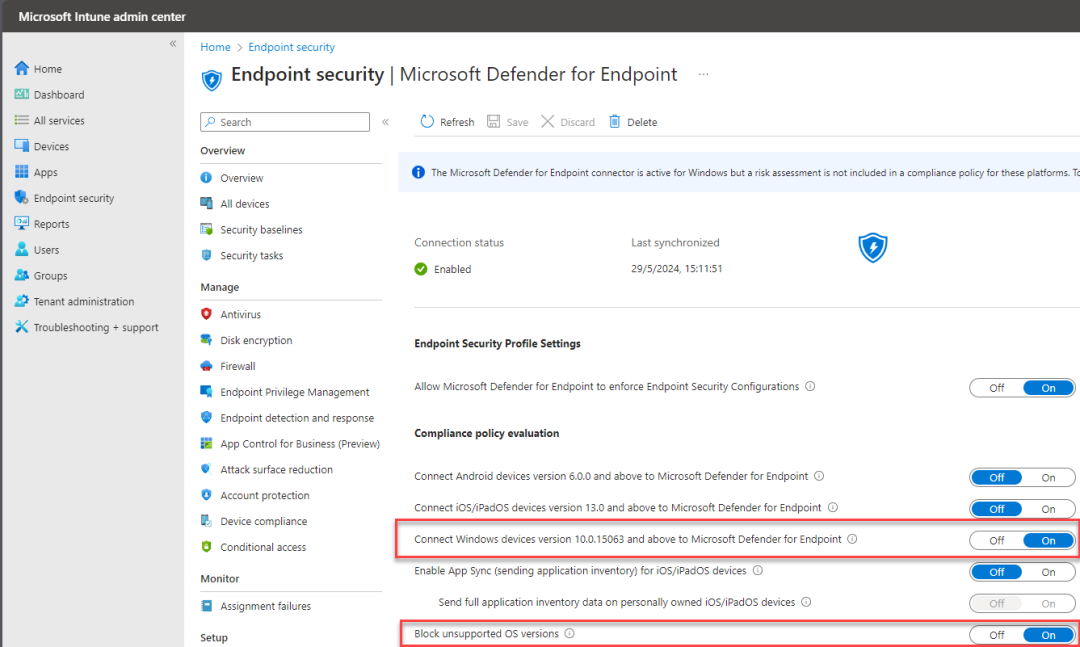 Microsoft Intune admin center
«
Home
Dashboard
All services
Devices
Apps
Endpoint security
Reports
Users
Groups
Tenant administration
Troubleshooting + support
Home > Endpoint security
Endpoint security | Microsoft Defender for Endpoint ...
Search
«
Overview
Overview
All devices
Security baselines
Security tasks
Manage
Antivirus
Disk encryption
Firewall
Endpoint Privilege Management
Endpoint detection and response
App Control for Business (Preview)
Attack surface reduction
Account protection
Device compliance
Conditional access
Monitor
Assignment failures
Setup
Refresh Save Discard Delete
The Microsoft Defender for Endpoint connector is active for Windows but a risk assessment is not included in a compliance policy for these platforms. To
Connection status Last synchronized
Enabled 29/5/2024, 15:11:51
Endpoint Security Profile Settings
Allow Microsoft Defender for Endpoint to enforce Endpoint Security Configurations Off On
Compliance policy evaluation
Connect Android devices version 6.0.0 and above to Microsoft Defender for Endpoint Off On
Connect iOS/iPadOS devices version 13.0 and above to Microsoft Defender for Endpoint Off On
Connect Windows devices version 10.0.15063 and above to Microsoft Defender for Endpoint Off On
Enable App Sync (sending application inventory) for iOS/iPadOS devices Off On
Send full application inventory data on personally owned iOS/iPadOS devices Off On
Block unsupported OS versions Off On